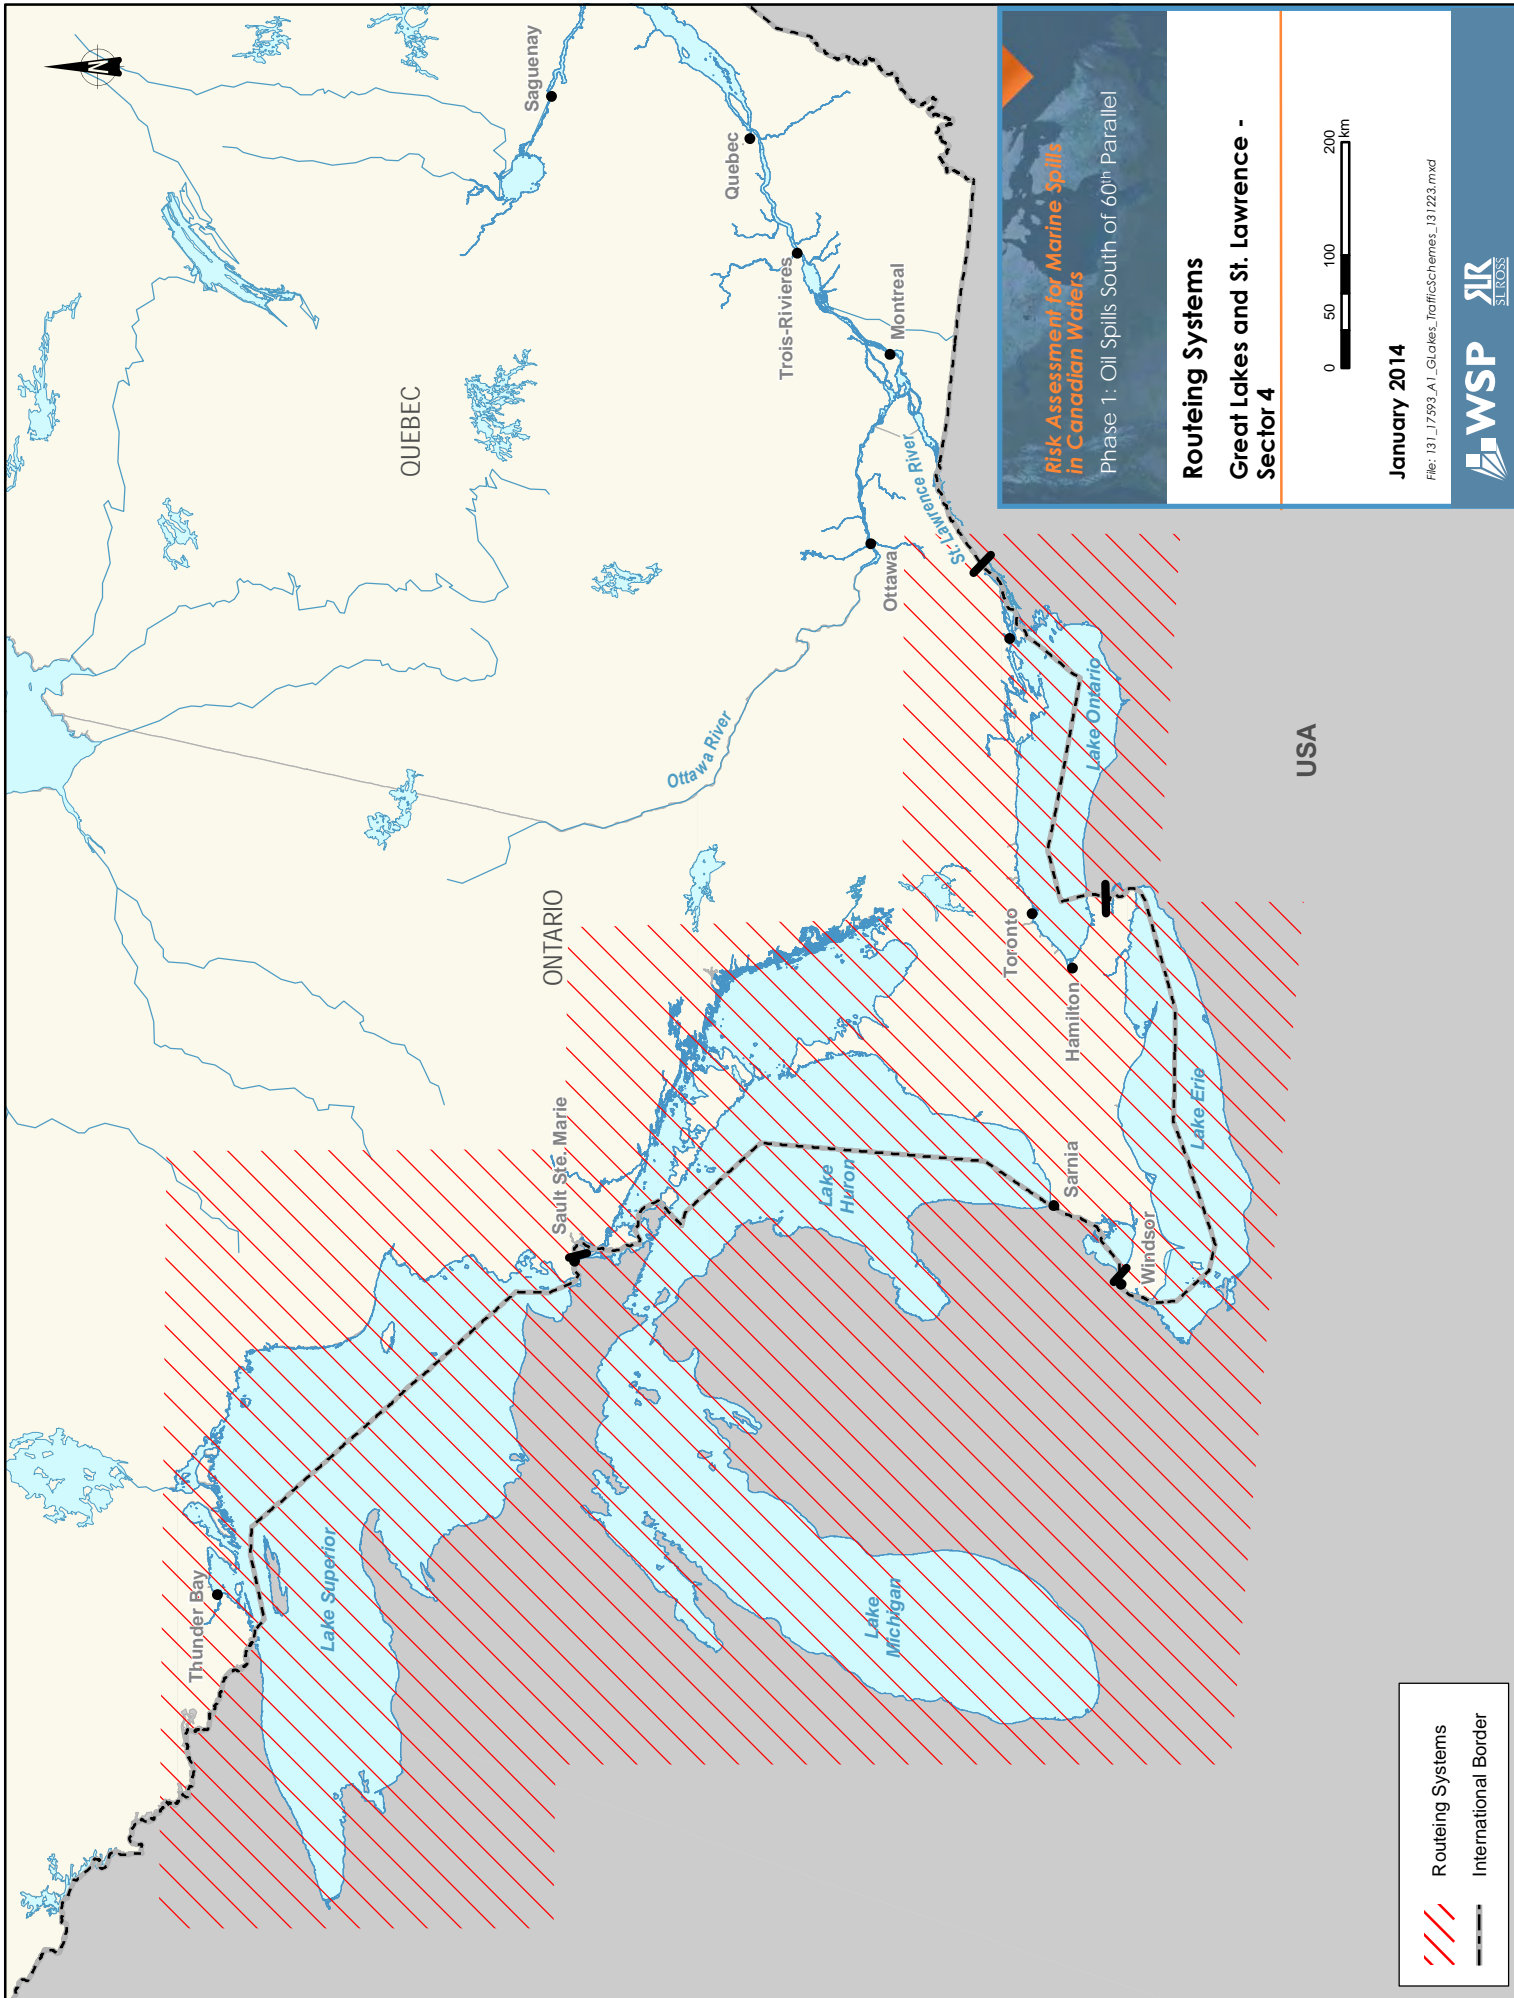 N
Saguenay
Quebec
Trois-Rivieres
Montreal
QUEBEC
St. Lawrence River
Ottawa
Ottawa River
ONTARIO
Lake Ontario
USA
Toronto
Hamilton
Lake Erie
Sault Ste. Marie
Lake
Huron
Sarnia
Windsor
Thunder Bay
Lake Superior
Lake
Michigan
Risk Assessment for Marine Spills
in Canadian Waters
Phase 1: Oil Spills South of 60th Parallel
Routeing Systems
Great Lakes and St. Lawrence -
Sector 4
0 50 100 200
km
January 2014
File: 131_17593_A1_GLakes_TrafficSchemes_131223.mxd
WSP
SLR
SL ROSS
Routeing Systems
International Border